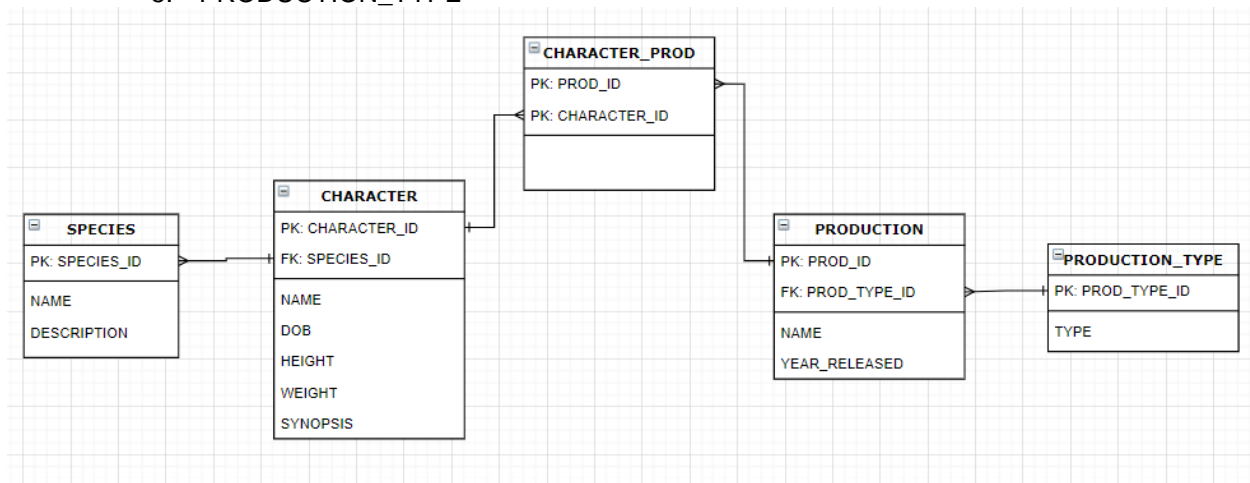 CHARACTER_PROD
PK: PROD_ID
PK: CHARACTER_ID
CHARACTER
PK: CHARACTER_ID
FK: SPECIES_ID
NAME
DOB
HEIGHT
WEIGHT
SYNOPSIS
SPECIES
PK: SPECIES_ID
NAME
DESCRIPTION
PRODUCTION
PK: PROD_ID
FK: PROD_TYPE_ID
NAME
YEAR_RELEASED
PRODUCTION_TYPE
PK: PROD_TYPE_ID
TYPE